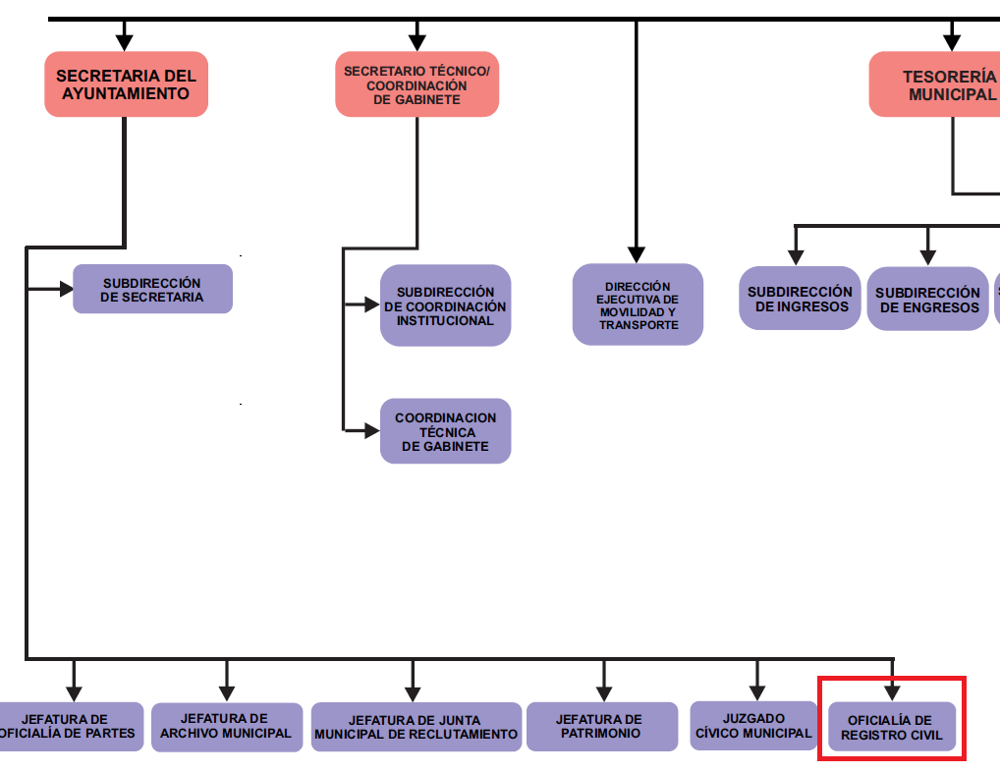 SECRETARIA DEL
AYUNTAMIENTO
SECRETARIO TÉCNICO/
COORDINACIÓN
DE GABINETE
TESORERÍA
MUNICIPAL
SUBDIRECCIÓN
DE SECRETARIA
SUBDIRECCIÓN
DE COORDINACIÓN
INSTITUCIONAL
DIRECCIÓN
EJECUTIVA DE
MOVILIDAD Y
TRANSPORTE
SUBDIRECCIÓN
DE INGRESOS
SUBDIRECCIÓN
DE ENGRESOS
COORDINACION
TÉCNICA
DE GABINETE
JEFATURA DE
OFICIALÍA DE PARTES
JEFATURA DE
ARCHIVO MUNICIPAL
JEFATURA DE JUNTA
MUNICIPAL DE RECLUTAMIENTO
JEFATURA DE
PATRIMONIO
JUZGADO
CÍVICO MUNICIPAL
OFICIALÍA DE
REGISTRO CIVIL